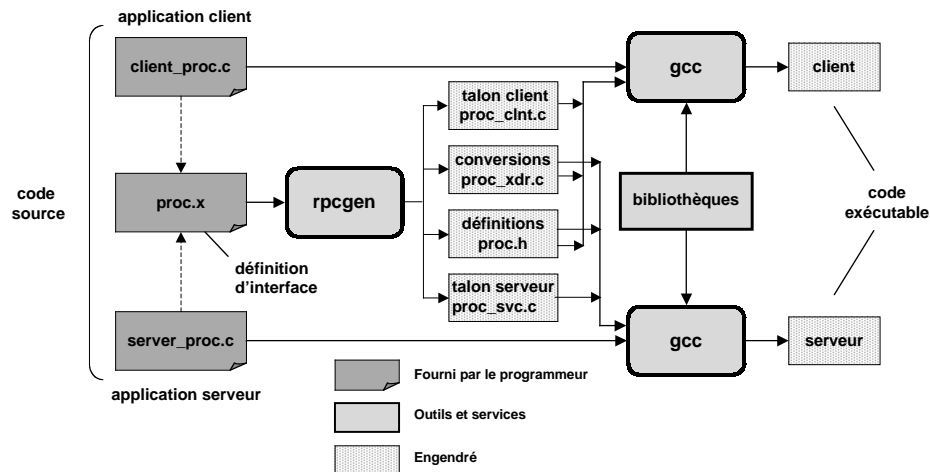 application client
client_proc.c
gcc
client
talon client
proc_clnt.c
conversions
proc_xdr.c
code
source
proc.x
rpcgen
bibliothèques
code
exécutable
définitions
proc.h
définition
d’interface
talon serveur
proc_svc.c
server_proc.c
gcc
serveur
application serveur
Fourni par le programmeur
Outils et services
Engendré